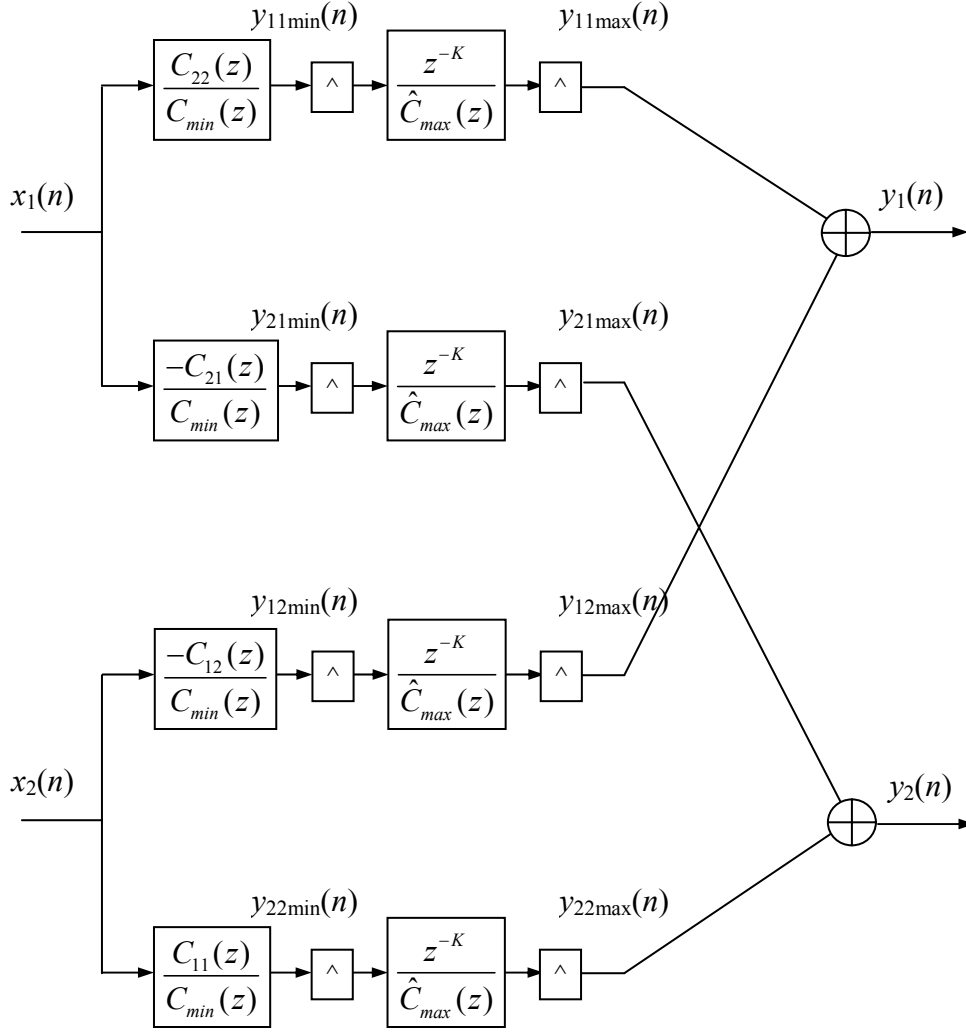 y₁₁min(n) y₁₁max(n)
C₂₂(z) / Cmin(z) ^ z⁻ᴷ / Ĉmax(z) ^
x₁(n) y₁(n)
y₂₁min(n) y₂₁max(n)
−C₂₁(z) / Cmin(z) ^ z⁻ᴷ / Ĉmax(z) ^
y₁₂min(n) y₁₂max(n)
−C₁₂(z) / Cmin(z) ^ z⁻ᴷ / Ĉmax(z) ^
x₂(n) y₂(n)
y₂₂min(n) y₂₂max(n)
C₁₁(z) / Cmin(z) ^ z⁻ᴷ / Ĉmax(z) ^